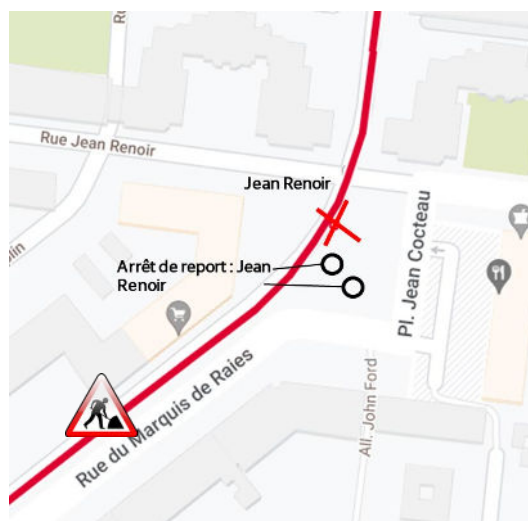 Rue Jean Renoir
Jean Renoir
Arrêt de report : Jean
Renoir
Pl. Jean Cocteau
Rue du Marquis de Raies
All. John Ford